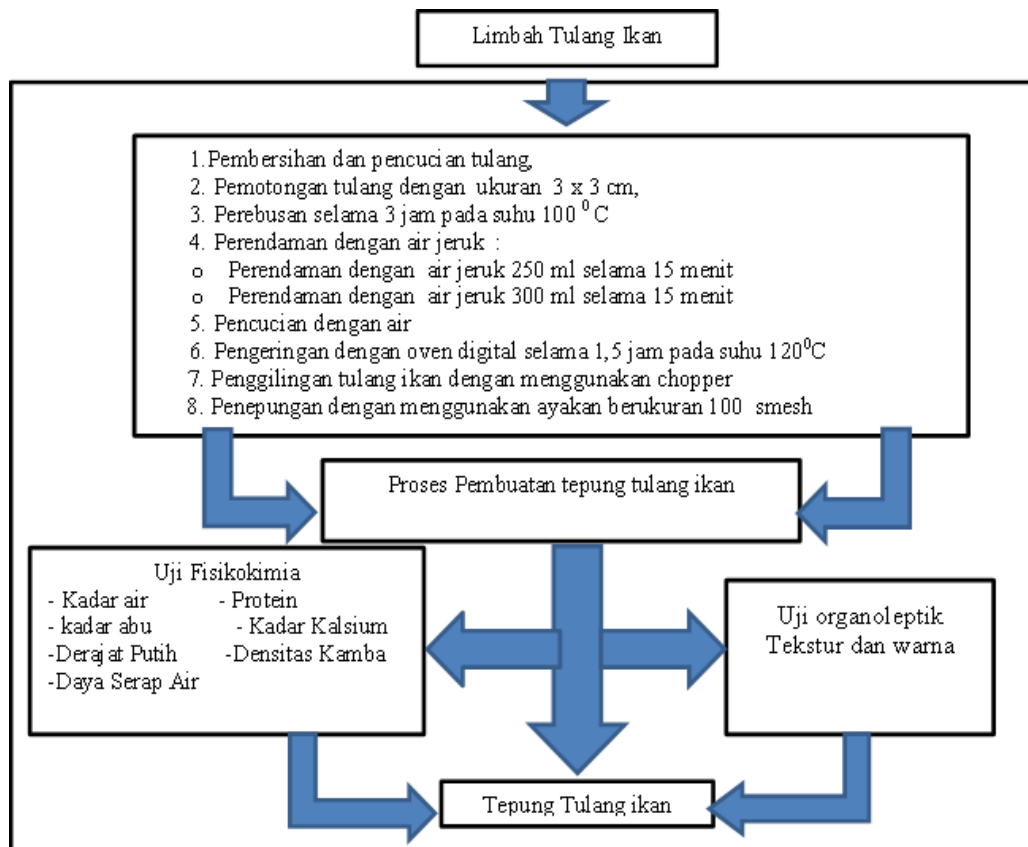 Limbah Tulang Ikan
1.Pembersihan dan pencucian tulang,
2. Pemotongan tulang dengan ukuran 3 x 3 cm,
3. Perebusan selama 3 jam pada suhu 100 ⁰ C
4. Perendaman dengan air jeruk :
o Perendaman dengan air jeruk 250 ml selama 15 menit
o Perendaman dengan air jeruk 300 ml selama 15 menit
5. Pencucian dengan air
6. Pengeringan dengan oven digital selama 1,5 jam pada suhu 120⁰C
7. Penggilingan tulang ikan dengan menggunakan chopper
8. Penepungan dengan menggunakan ayakan berukuran 100 smesh
Proses Pembuatan tepung tulang ikan
Uji Fisikokimia
- Kadar air - Protein
- kadar abu - Kadar Kalsium
-Derajat Putih -Densitas Kamba
-Daya Serap Air
Uji organoleptik
Tekstur dan warna
Tepung Tulang ikan